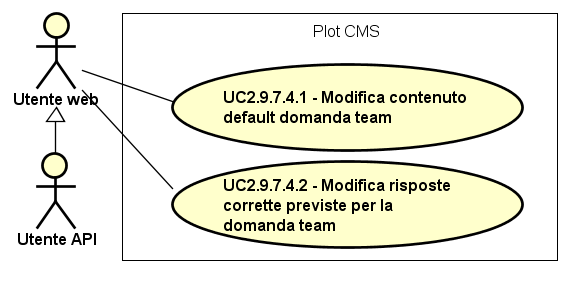 Plot CMS
Utente web
UC2.9.7.4.1 - Modifica contenuto
default domanda team
UC2.9.7.4.2 - Modifica risposte
corrette previste per la
domanda team
Utente API